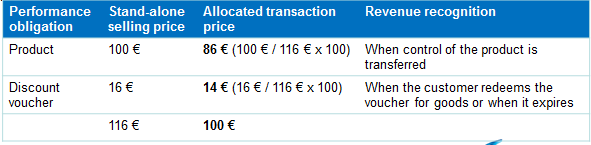 Performance obligation Stand-alone selling price Allocated transaction price Revenue recognition
Product 100 € 86 € (100 € / 116 € x 100) When control of the product is transferred
Discount voucher 16 € 14 € (16 € / 116 € x 100) When the customer redeems the voucher for goods or when it expires
116 € 100 €